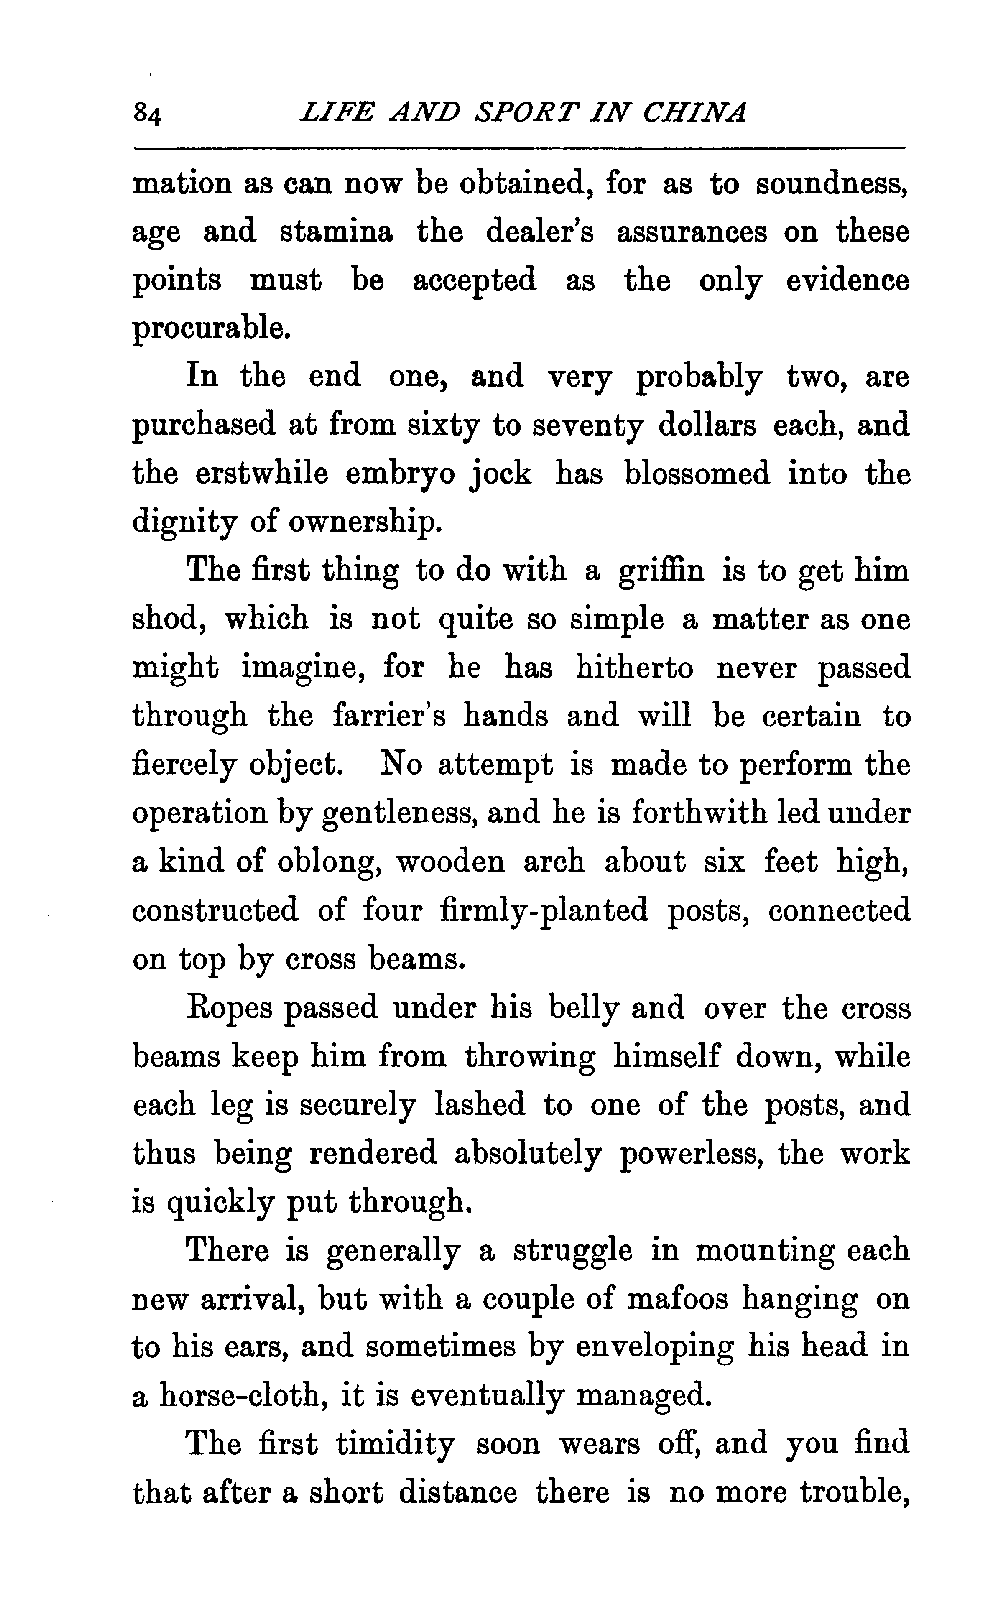 84 LIFE AND SPORT IN CHINA
mation as can now be obtained, for as to soundness,
age and stamina the dealer's assurances on these
points must be accepted as the only evidence
procurable.
In the end one, and very probably two, are
purchased at from sixty to seventy dollars each, and
the erstwhile embryo jock has blossomed into the
dignity of ownership.
The first thing to do with a griffin is to get him
shod, which is not quite so simple a matter as one
might imagine, for he has hitherto never passed
through the farrier's hands and will be certain to
fiercely object. No attempt is made to perform the
operation by gentleness, and he is forthwith led under
a kind of oblong, wooden arch about six feet high,
constructed of four firmly-planted posts, connected
on top by cross beams.
Ropes passed under his belly and over the cross
beams keep him from throwing himself down, while
each leg is securely lashed to one of the posts, and
thus being rendered absolutely powerless, the work
is quickly put through.
There is generally a struggle in mounting each
new arrival, but with a couple of mafoos hanging on
to his ears, and sometimes by enveloping his head in
a horse-cloth, it is eventually managed.
The first timidity soon wears off, and you find
that after a short distance there is no more trouble,